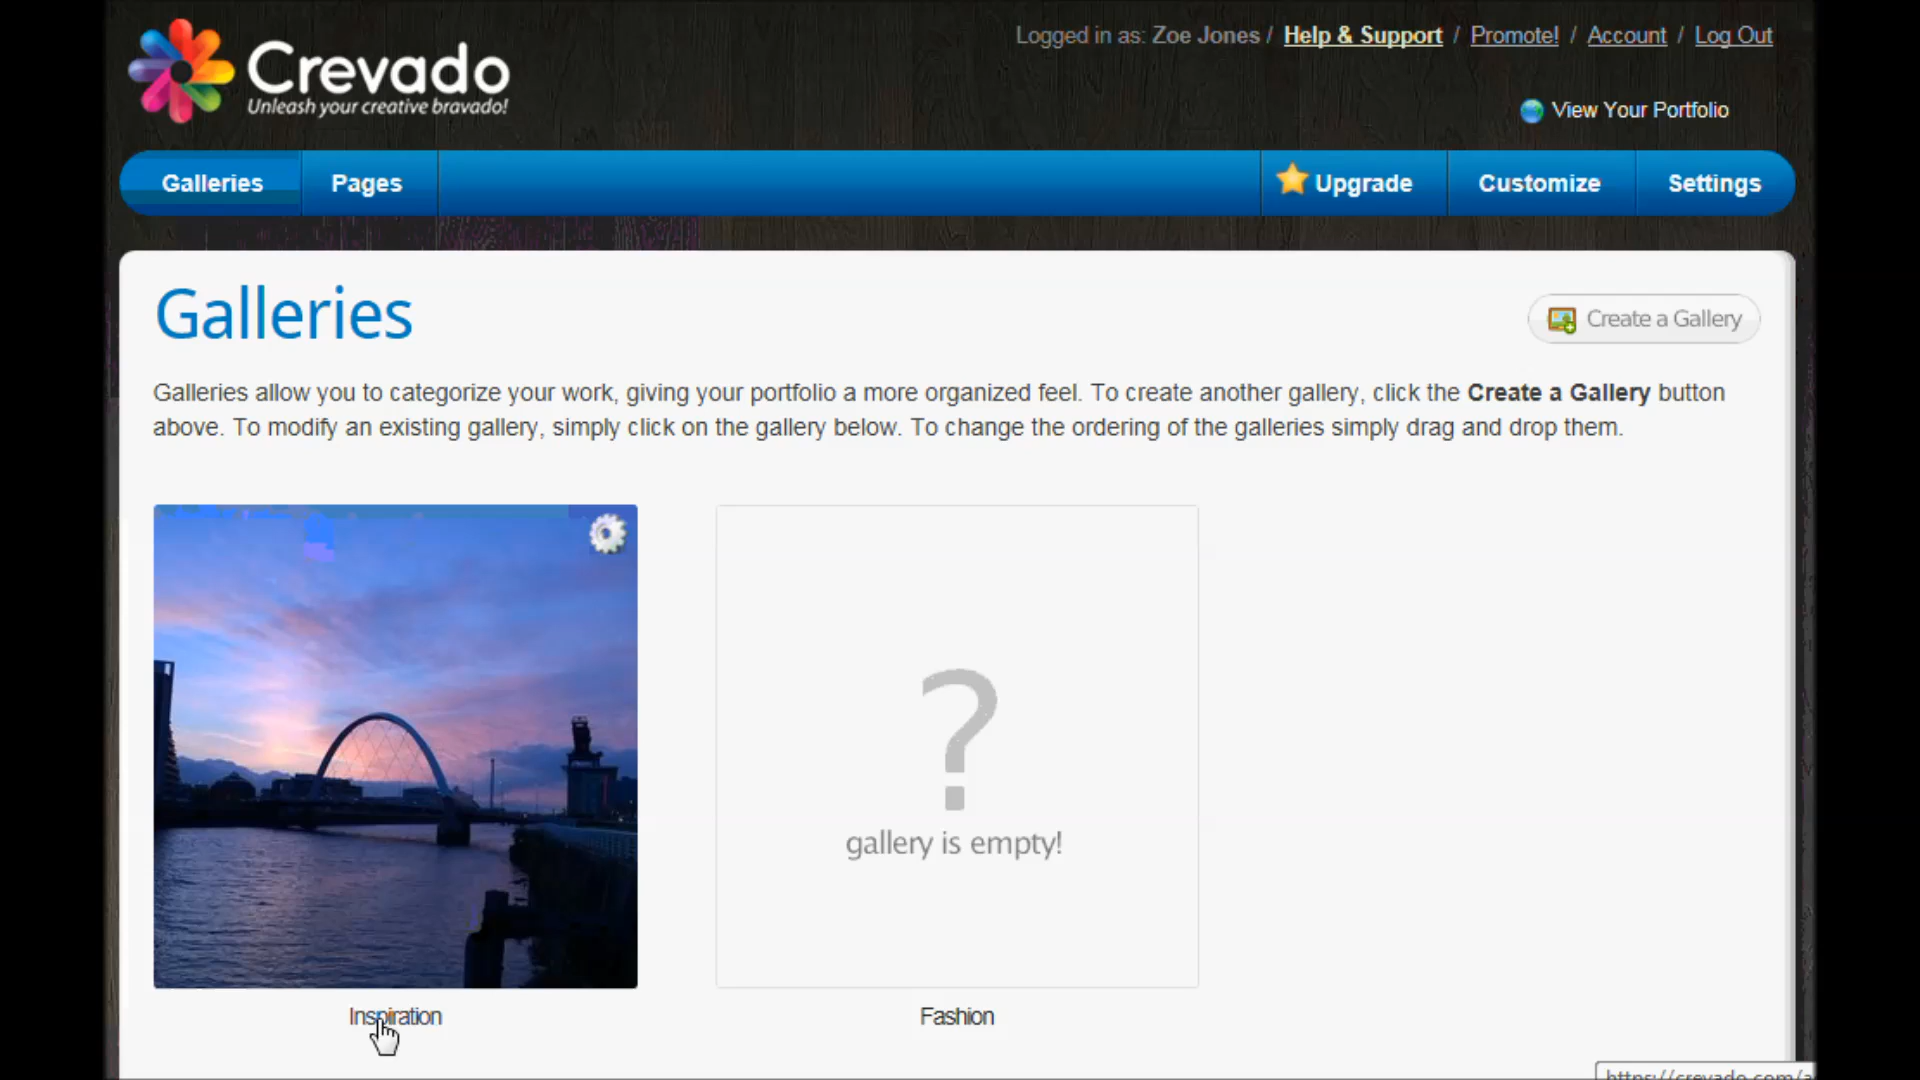 Crevado
Unleash your creative bravado!
Logged in as: Zoe Jones / Help & Support / Promote! / Account / Log Out
View Your Portfolio
Galleries
Pages
Upgrade
Customize
Settings
Galleries
Create a Gallery
Galleries allow you to categorize your work, giving your portfolio a more organized feel. To create another gallery, click the Create a Gallery button
above. To modify an existing gallery, simply click on the gallery below. To change the ordering of the galleries simply drag and drop them.
?
gallery is empty!
Inspiration
Fashion
https://crevado.com/a